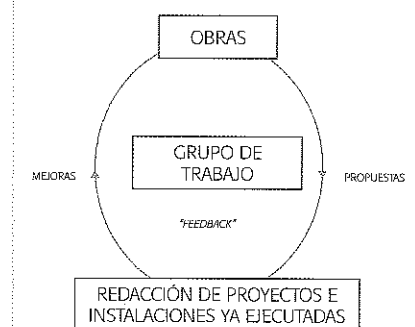 OBRAS
GRUPO DE
TRABAJO
MEJORAS
PROPUESTAS
"FEEDBACK"
REDACCIÓN DE PROYECTOS E
INSTALACIONES YA EJECUTADAS